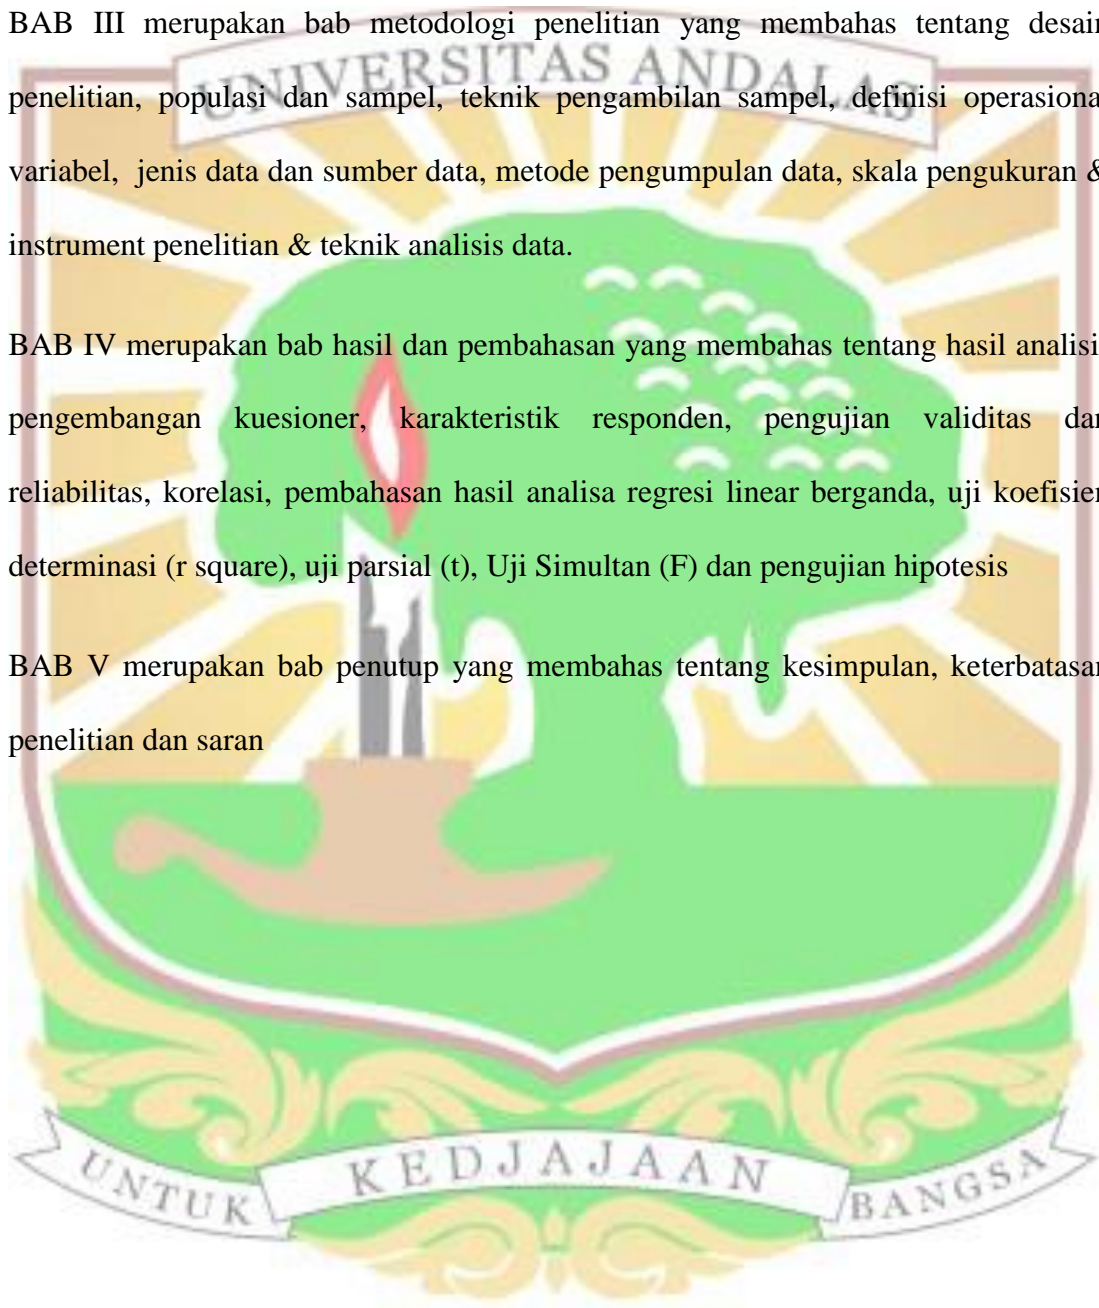 BAB III merupakan bab metodologi penelitian yang membahas tentang desain
UNIVERSITAS ANDALAS
penelitian, populasi dan sampel, teknik pengambilan sampel, definisi operasional
variabel, jenis data dan sumber data, metode pengumpulan data, skala pengukuran &
instrument penelitian & teknik analisis data.
BAB IV merupakan bab hasil dan pembahasan yang membahas tentang hasil analisis
pengembangan kuesioner, karakteristik responden, pengujian validitas dan
reliabilitas, korelasi, pembahasan hasil analisa regresi linear berganda, uji koefisien
determinasi (r square), uji parsial (t), Uji Simultan (F) dan pengujian hipotesis
BAB V merupakan bab penutup yang membahas tentang kesimpulan, keterbatasan
penelitian dan saran
UNTUK KEDJAJAAN BANGSA